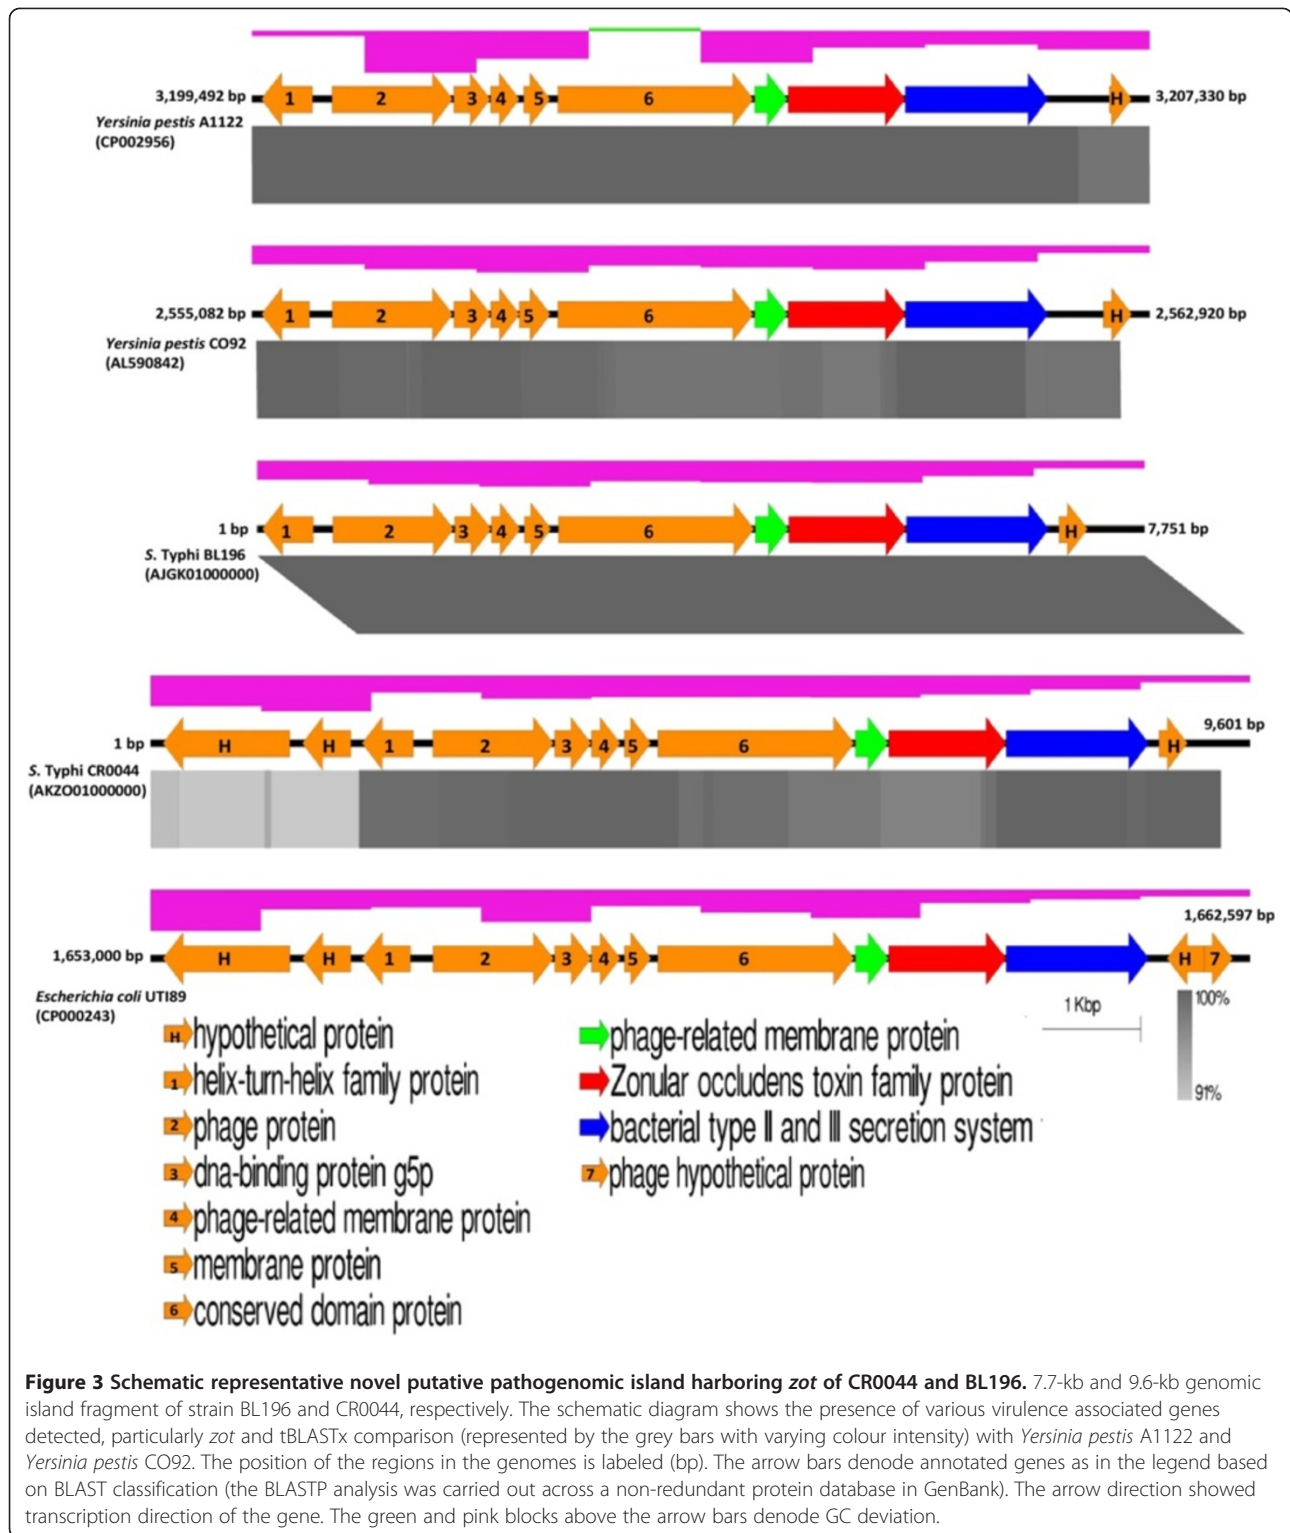 3,199,492 bp 1 2 3 4 5 6 H 3,207,330 bp
Yersinia pestis A1122
(CP002956)
2,555,082 bp 1 2 3 4 5 6 H 2,562,920 bp
Yersinia pestis CO92
(AL590842)
1 bp 1 2 3 4 5 6 H 7,751 bp
S. Typhi BL196
(AJGK01000000)
9,601 bp
1 bp H H 1 2 3 4 5 6 H
S. Typhi CR0044
(AKZO01000000)
1,662,597 bp
1,653,000 bp H H 1 2 3 4 5 6 H 7
Escherichia coli UTI89
(CP000243)
1 Kbp
100%
91%
H hypothetical protein
1 helix-turn-helix family protein
2 phage protein
3 dna-binding protein g5p
4 phage-related membrane protein
5 membrane protein
6 conserved domain protein
phage-related membrane protein
Zonular occludens toxin family protein
bacterial type II and III secretion system
7 phage hypothetical protein
Figure 3 Schematic representative novel putative pathogenomic island harboring zot of CR0044 and BL196. 7.7-kb and 9.6-kb genomic
island fragment of strain BL196 and CR0044, respectively. The schematic diagram shows the presence of various virulence associated genes
detected, particularly zot and tBLASTx comparison (represented by the grey bars with varying colour intensity) with Yersinia pestis A1122 and
Yersinia pestis CO92. The position of the regions in the genomes is labeled (bp). The arrow bars denode annotated genes as in the legend based
on BLAST classification (the BLASTP analysis was carried out across a non-redundant protein database in GenBank). The arrow direction showed
transcription direction of the gene. The green and pink blocks above the arrow bars denode GC deviation.